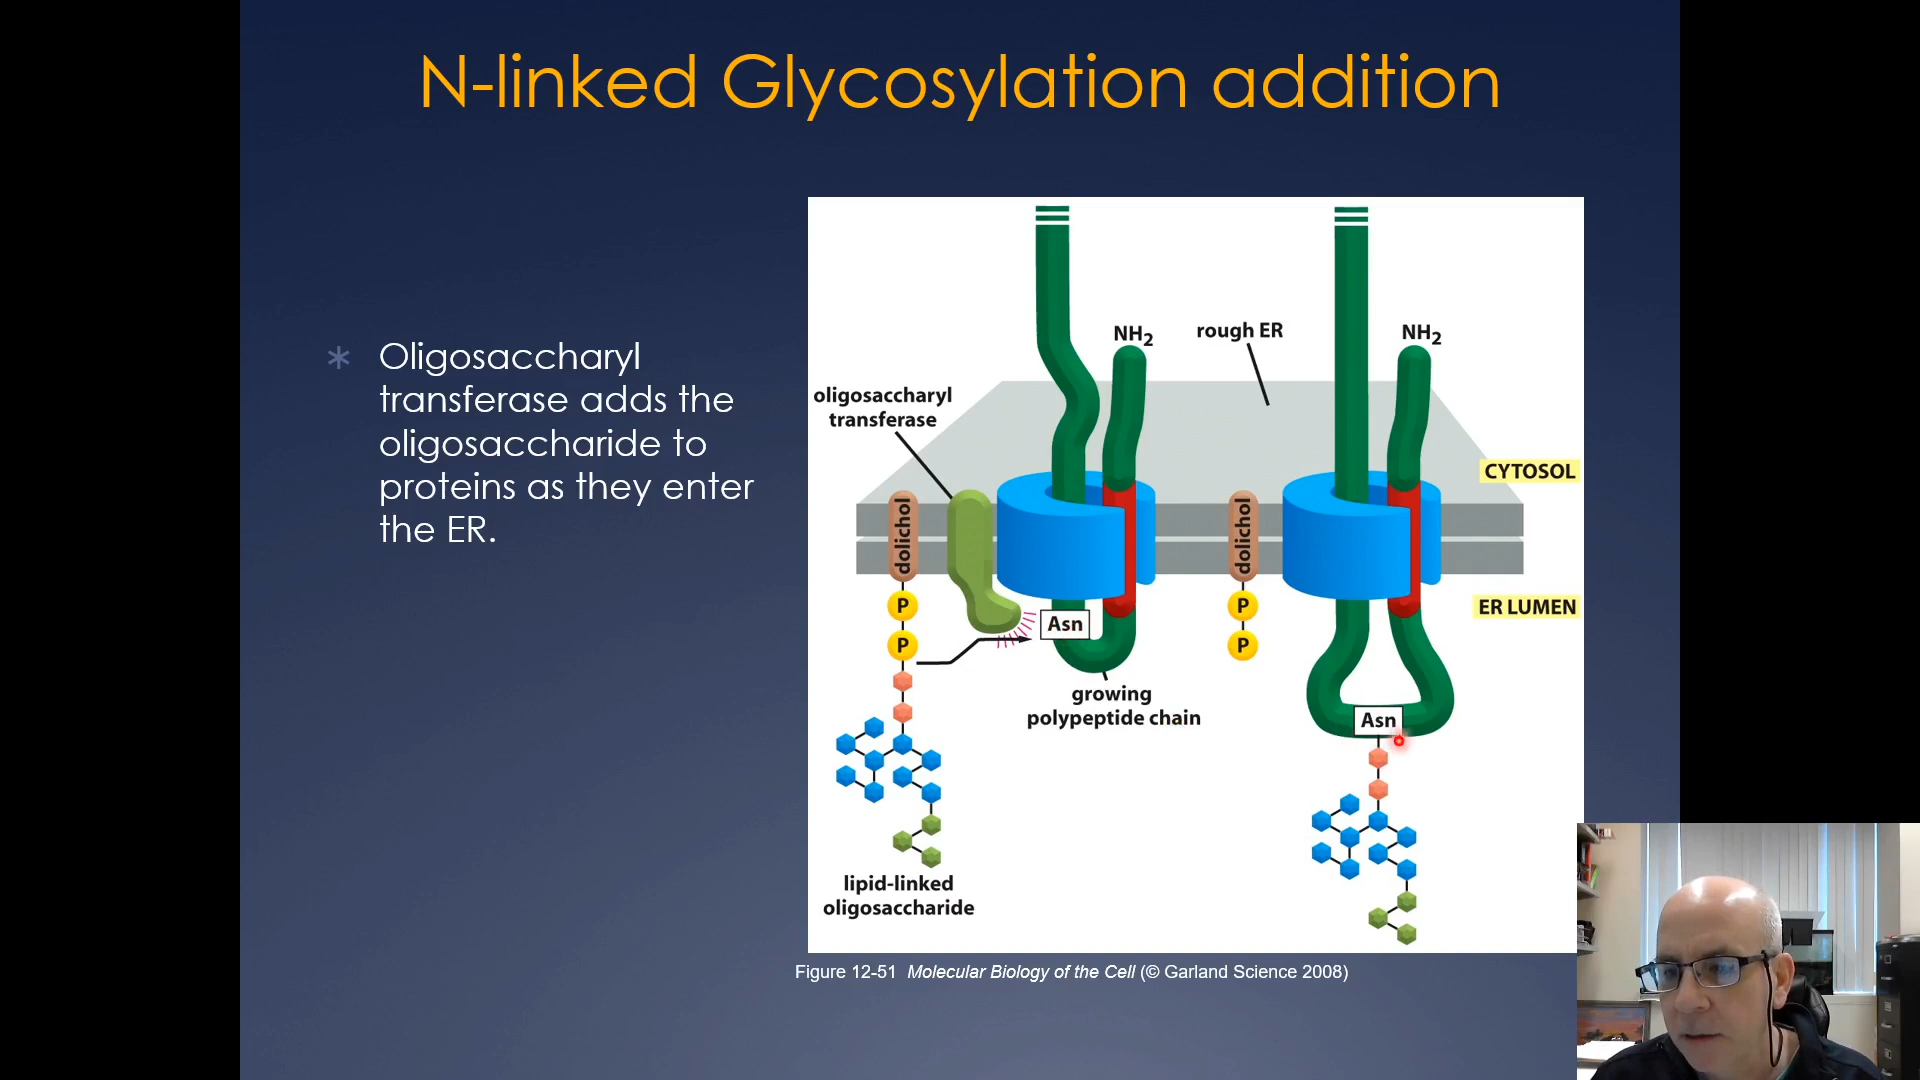 N-linked Glycosylation addition
Oligosaccharyl
transferase adds the
oligosaccharide to
proteins as they enter
the ER.
NH2
rough ER
NH2
oligosaccharyl
transferase
CYTOSOL
dolichol
dolichol
ER LUMEN
P
P
Asn
P
P
growing
polypeptide chain
Asn
lipid-linked
oligosaccharide
Figure 12-51 Molecular Biology of the Cell (© Garland Science 2008)